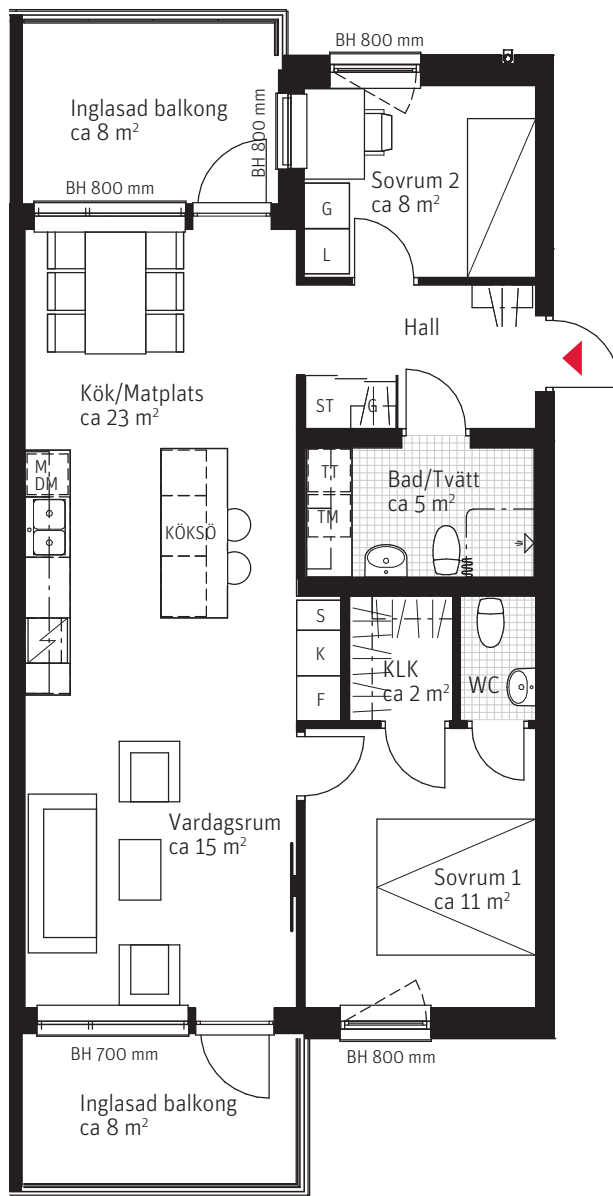 BH 800 mm
Inglasad balkong
ca 8 m²
BH 800 mm
BH 800 mm
Sovrum 2
ca 8 m²
G
L
Hall
Kök/Matplats
ca 23 m²
ST
G
M
DM
TT
TM
Bad/Tvätt
ca 5 m²
KÖKSÖ
S
K
F
KLK
ca 2 m²
WC
Vardagsrum
ca 15 m²
Sovrum 1
ca 11 m²
BH 700 mm
BH 800 mm
Inglasad balkong
ca 8 m²